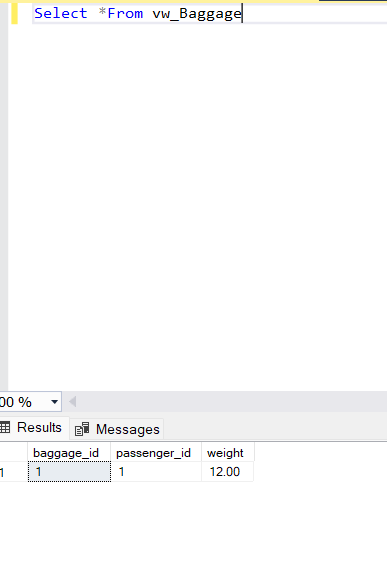 Select *From vw_Baggage
00 %
Results Messages
baggage_id passenger_id weight
1 1 1 12.00